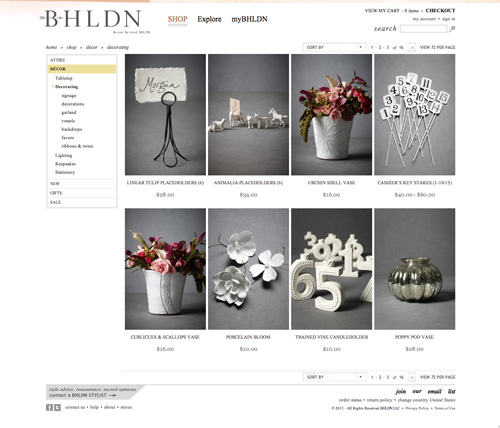 B·HLDN
be you be loved BHLDN
SHOP Explore myBHLDN
VIEW MY CART - 0 ITEMS CHECKOUT
my account • sign in
search
home • shop • décor • decorating
SORT BY
1 - 2 - 3 of 16
VIEW 72 PER PAGE
ATTIRE
DÉCOR
Tabletop
Decorating
signage
decorations
garland
vessels
backdrops
favors
ribbons & twine
Lighting
Keepsakes
Stationery
NEW
GIFTS
SALE
Morgan
LINEAR TULIP PLACEHOLDERS (6)
$28.00
ANIMALIA PLACEHOLDERS (6)
$34.00
URCHIN SHELL VASE
$16.00
CASHIER'S KEY STAKES (1-10/15)
$40.00 - $60.00
CURLICUES & SCALLOPS VASE
$16.00
PORCELAIN BLOOM
$10.00
TRAINED VINE CANDLEHOLDER
$10.00
POPPY POD VASE
$28.00
SORT BY
1 - 2 - 3 of 16
VIEW 72 PER PAGE
style advice, reassurance, second opinions
contact a BHLDN STYLIST
join our email list
order status • return policy • change country United States
contact us • help • about • stores
© 2011 - All Rights Reserved BHLDN LLC • Privacy Policy • Terms of Use